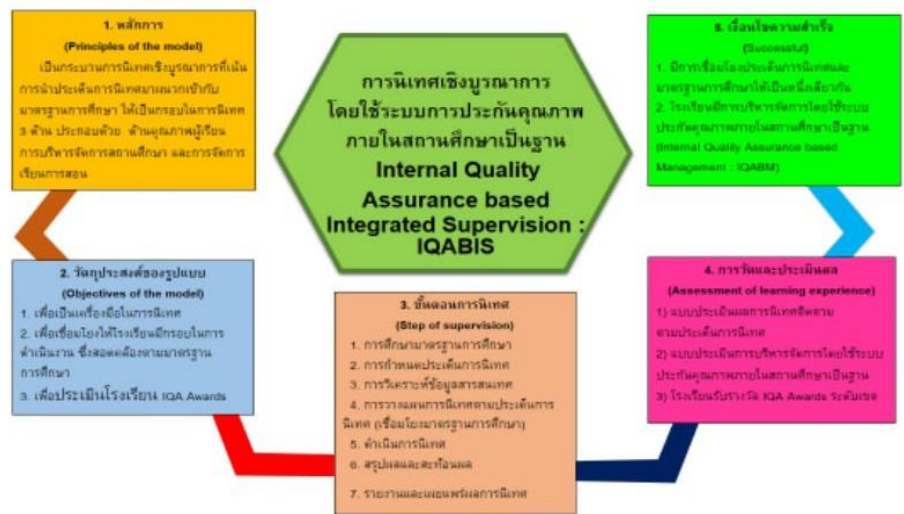 1. หลักการ
(Principles of the model)
เป็นกระบวนการนิเทศเชิงบูรณาการที่เน้น
การนำประเด็นการนิเทศมาผนวกเข้ากับ
มาตรฐานการศึกษา ให้เป็นกรอบในการนิเทศ
3 ด้าน ประกอบด้วย ด้านคุณภาพผู้เรียน
การบริหารจัดการสถานศึกษา และการจัดการ
เรียนการสอน
การนิเทศเชิงบูรณาการ
โดยใช้ระบบการประกันคุณภาพ
ภายในสถานศึกษาเป็นฐาน
Internal Quality
Assurance based
Integrated Supervision :
IQABIS
2. วัตถุประสงค์ของรูปแบบ
(Objectives of the model)
1. เพื่อเป็นเครื่องมือในการนิเทศ
2. เพื่อเชื่อมโยงให้โรงเรียนมีกรอบในการ
ดำเนินงาน ซึ่งสอดคล้องตามมาตรฐาน
การศึกษา
3. เพื่อประเมินโรงเรียน IQA Awards
3. ขั้นตอนการนิเทศ
(Step of supervision)
1. การศึกษามาตรฐานการศึกษา
2. การกำหนดประเด็นการนิเทศ
3. การวิเคราะห์ข้อมูลสารสนเทศ
4. การวางแผนการนิเทศตามประเด็นการ
นิเทศ (เชื่อมโยงมาตรฐานการศึกษา)
5. ดำเนินการนิเทศ
6. สรุปผลและสะท้อนผล
7. รายงานและเผยแพร่ผลการนิเทศ
4. การวัดและประเมินผล
(Assessment of learning experience)
1) แบบประเมินผลการนิเทศติดตาม
ตามประเด็นการนิเทศ
2) แบบประเมินการบริหารจัดการโดยใช้ระบบ
ประกันคุณภาพภายในสถานศึกษาเป็นฐาน
3) โรงเรียนรับรางวัล IQA Awards ระดับเขต
5. เงื่อนไขความสำเร็จ
(Successful)
1. มีการเชื่อมโยงประเด็นการนิเทศและ
มาตรฐานการศึกษาให้เป็นหนึ่งเดียวกัน
2. โรงเรียนมีการบริหารจัดการโดยใช้ระบบ
ประกันคุณภาพภายในสถานศึกษาเป็นฐาน
(Internal Quality Assurance based
Management : IQABM)